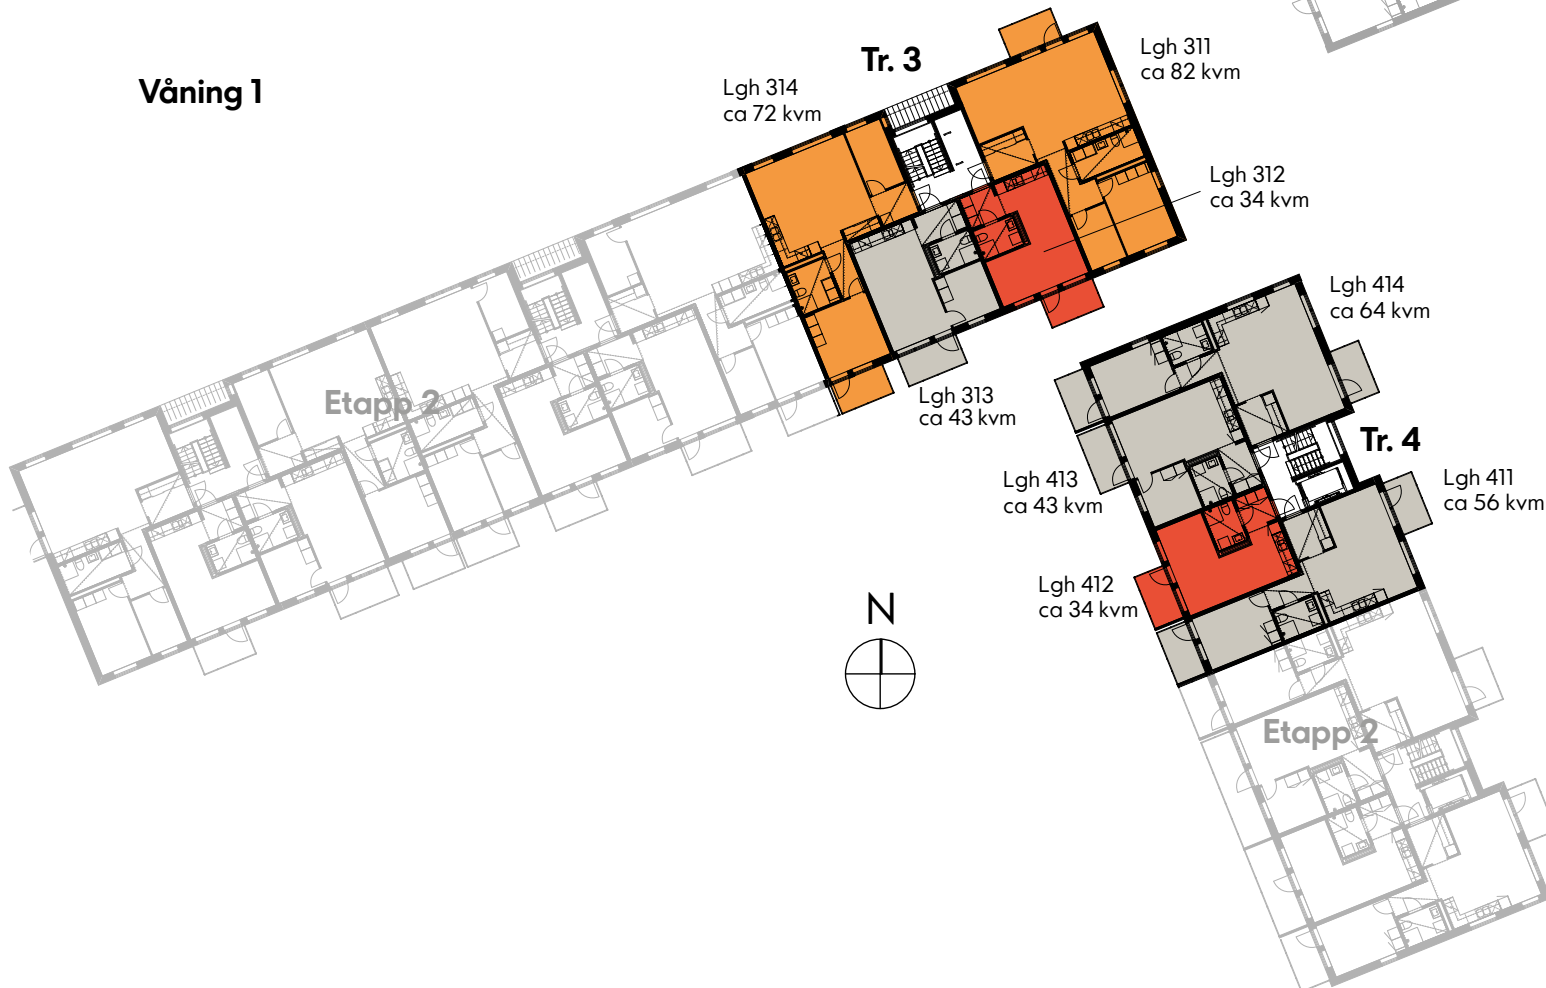 Våning 1
Tr. 3
Lgh 311
ca 82 kvm
Lgh 314
ca 72 kvm
Lgh 312
ca 34 kvm
Lgh 313
ca 43 kvm
Etapp 2
Lgh 414
ca 64 kvm
Tr. 4
Lgh 413
ca 43 kvm
Lgh 411
ca 56 kvm
Lgh 412
ca 34 kvm
N
Etapp 2